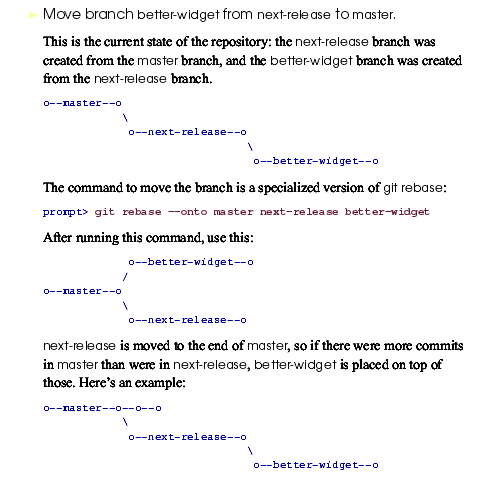 Move branch better-widget from next-release to master.
This is the current state of the repository: the next-release branch was
created from the master branch, and the better-widget branch was created
from the next-release branch.
o--master--o
\
o--next-release--o
\
o--better-widget--o
The command to move the branch is a specialized version of git rebase:
prompt> git rebase --onto master next-release better-widget
After running this command, use this:
o--better-widget--o
/
o--master--o
\
o--next-release--o
next-release is moved to the end of master, so if there were more commits
in master than were in next-release, better-widget is placed on top of
those. Here's an example:
o--master--o--o--o
\
o--next-release--o
\
o--better-widget--o